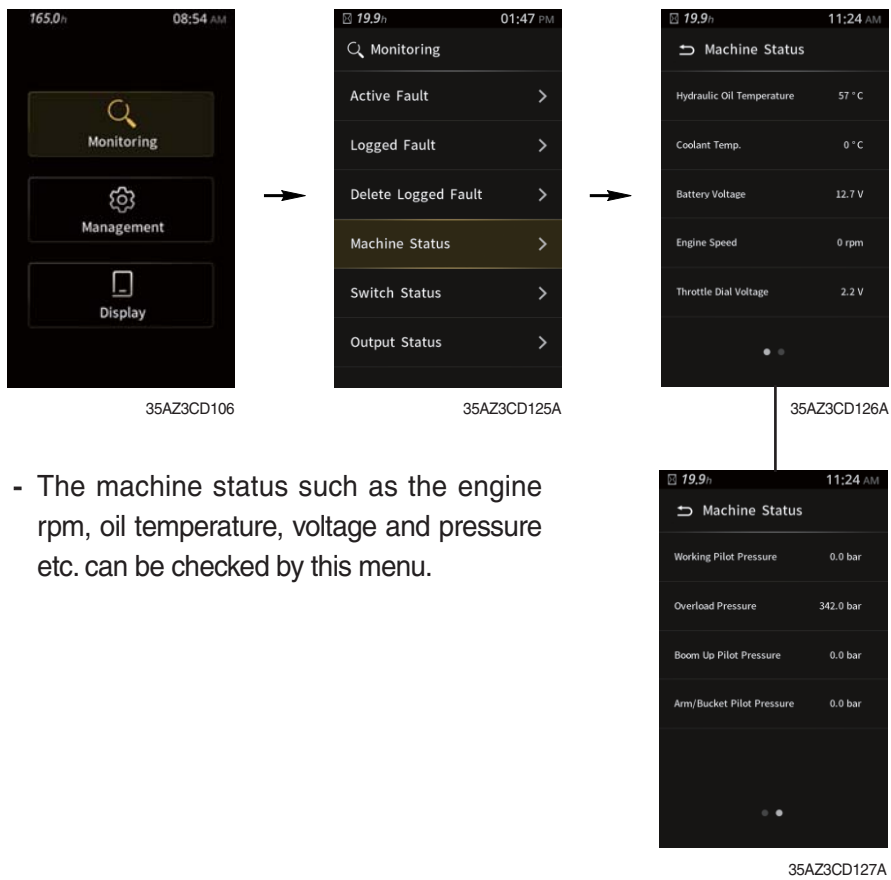 165.0h 08:54 AM
Monitoring
Management
Display
35AZ3CD106
19.9h 01:47 PM
Monitoring
Active Fault
Logged Fault
Delete Logged Fault
Machine Status
Switch Status
Output Status
35AZ3CD125A
19.9h 11:24 AM
Machine Status
Hydraulic Oil Temperature 57 °C
Coolant Temp. 0 °C
Battery Voltage 12.7 V
Engine Speed 0 rpm
Throttle Dial Voltage 2.2 V
35AZ3CD126A
- The machine status such as the engine
rpm, oil temperature, voltage and pressure
etc. can be checked by this menu.
19.9h 11:24 AM
Machine Status
Working Pilot Pressure 0.0 bar
Overload Pressure 342.0 bar
Boom Up Pilot Pressure 0.0 bar
Arm/Bucket Pilot Pressure 0.0 bar
35AZ3CD127A